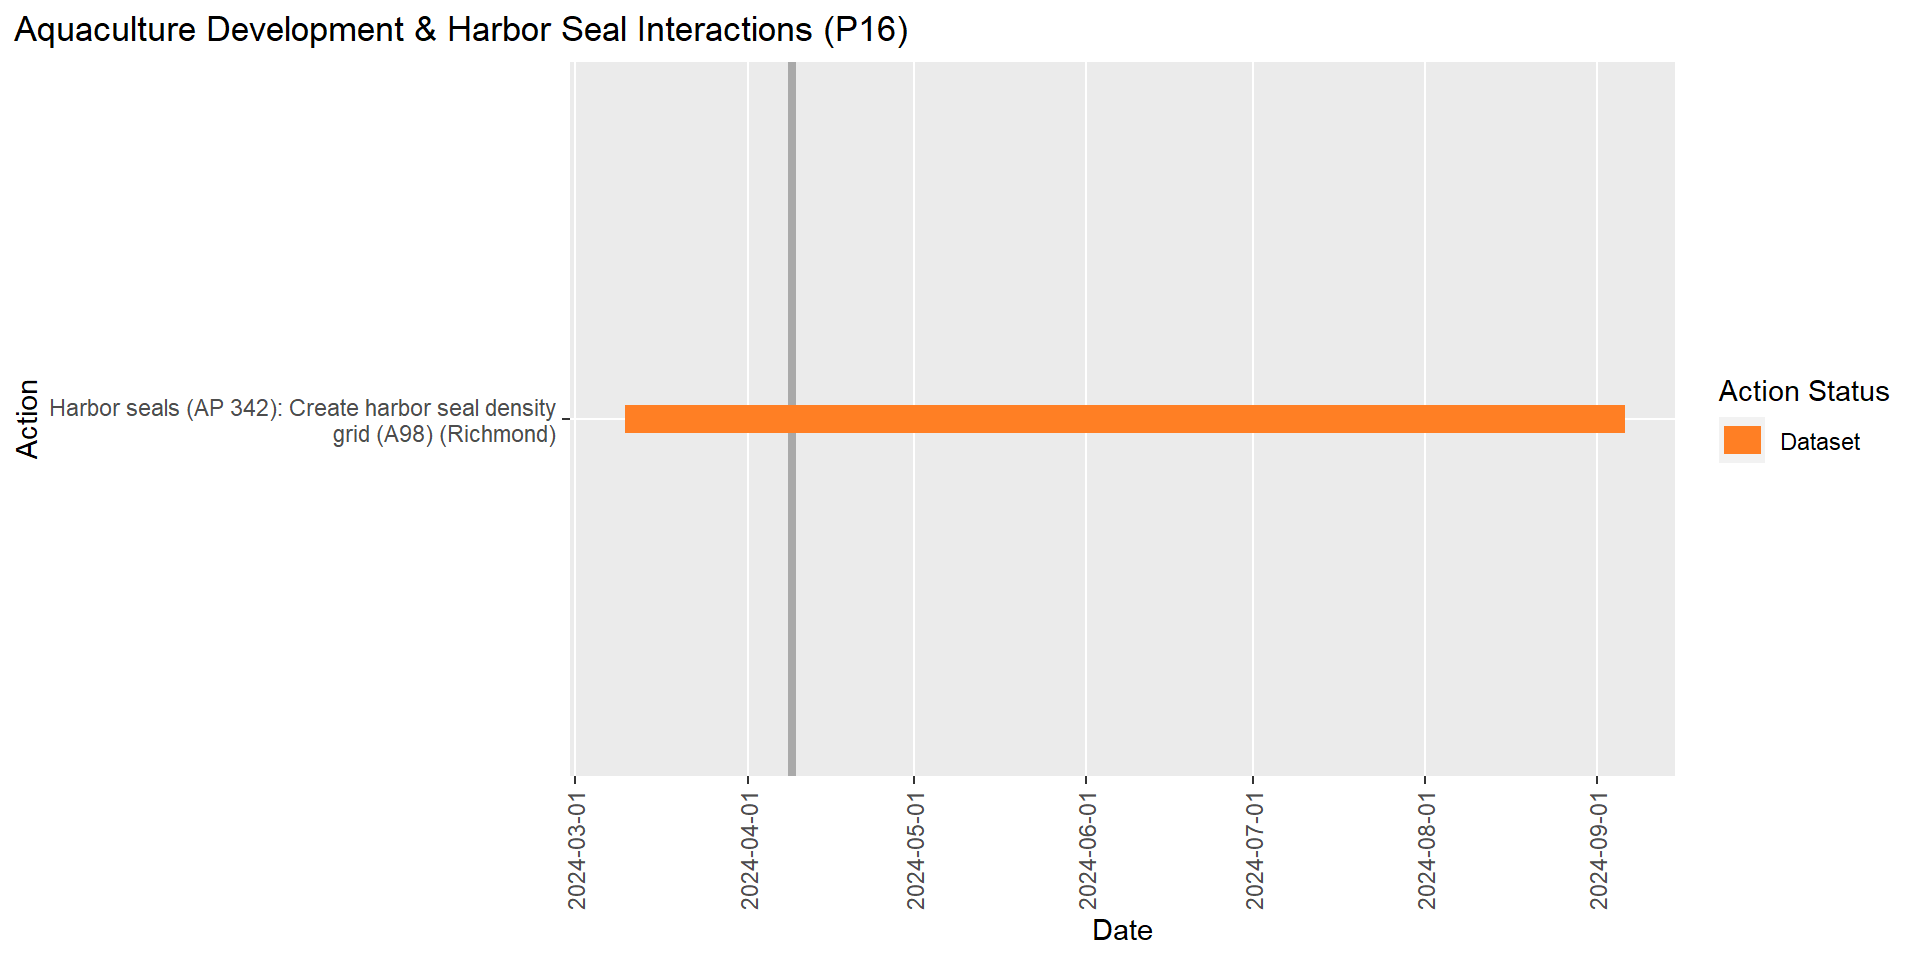 Aquaculture Development & Harbor Seal Interactions (P16)
Action
Harbor seals (AP 342): Create harbor seal density
grid (A98) (Richmond)
Action Status
Dataset
2024-03-01
2024-04-01
2024-05-01
2024-06-01
2024-07-01
2024-08-01
2024-09-01
Date